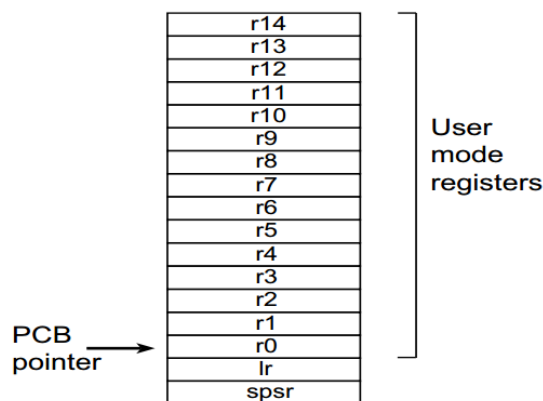 r14
r13
r12
r11
r10
r9
r8
r7
r6
r5
r4
r3
r2
r1
r0
lr
spsr
User
mode
registers
PCB
pointer